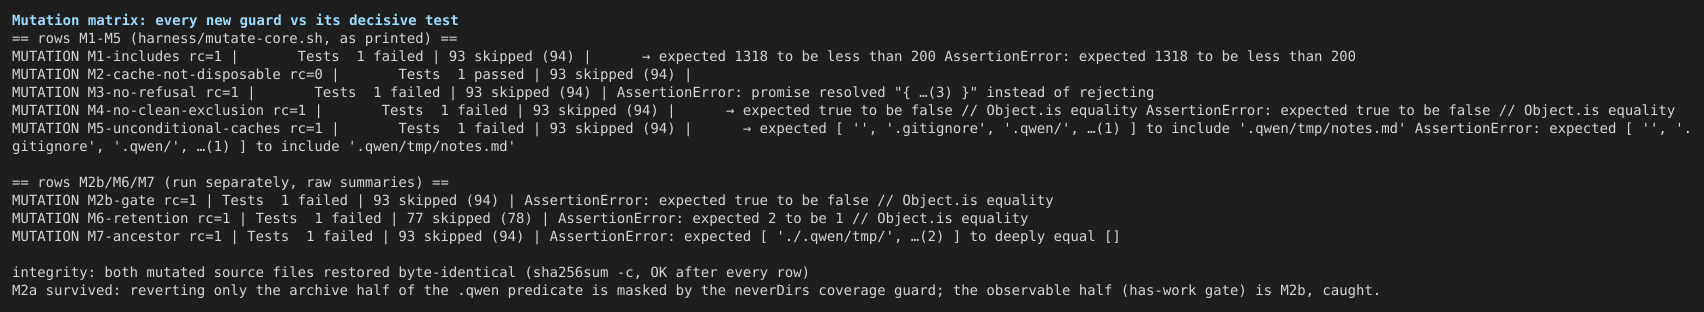 Mutation matrix: every new guard vs its decisive test
== rows M1-M5 (harness/mutate-core.sh, as printed) ==
MUTATION M1-includes rc=1 |       Tests  1 failed | 93 skipped (94) |      → expected 1318 to be less than 200 AssertionError: expected 1318 to be less than 200
MUTATION M2-cache-not-disposable rc=0 |       Tests  1 passed | 93 skipped (94) |
MUTATION M3-no-refusal rc=1 |       Tests  1 failed | 93 skipped (94) | AssertionError: promise resolved "{ …(3) }" instead of rejecting
MUTATION M4-no-clean-exclusion rc=1 |       Tests  1 failed | 93 skipped (94) |      → expected true to be false // Object.is equality AssertionError: expected true to be false // Object.is equality
MUTATION M5-unconditional-caches rc=1 |       Tests  1 failed | 93 skipped (94) |      → expected [ '', '.gitignore', '.qwen/', …(1) ] to include '.qwen/tmp/notes.md' AssertionError: expected [ '', '.
gitignore', '.qwen/', …(1) ] to include '.qwen/tmp/notes.md'
== rows M2b/M6/M7 (run separately, raw summaries) ==
MUTATION M2b-gate rc=1 | Tests  1 failed | 93 skipped (94) | AssertionError: expected true to be false // Object.is equality
MUTATION M6-retention rc=1 | Tests  1 failed | 77 skipped (78) | AssertionError: expected 2 to be 1 // Object.is equality
MUTATION M7-ancestor rc=1 | Tests  1 failed | 93 skipped (94) | AssertionError: expected [ './.qwen/tmp/', …(2) ] to deeply equal []
integrity: both mutated source files restored byte-identical (sha256sum -c, OK after every row)
M2a survived: reverting only the archive half of the .qwen predicate is masked by the neverDirs coverage guard; the observable half (has-work gate) is M2b, caught.